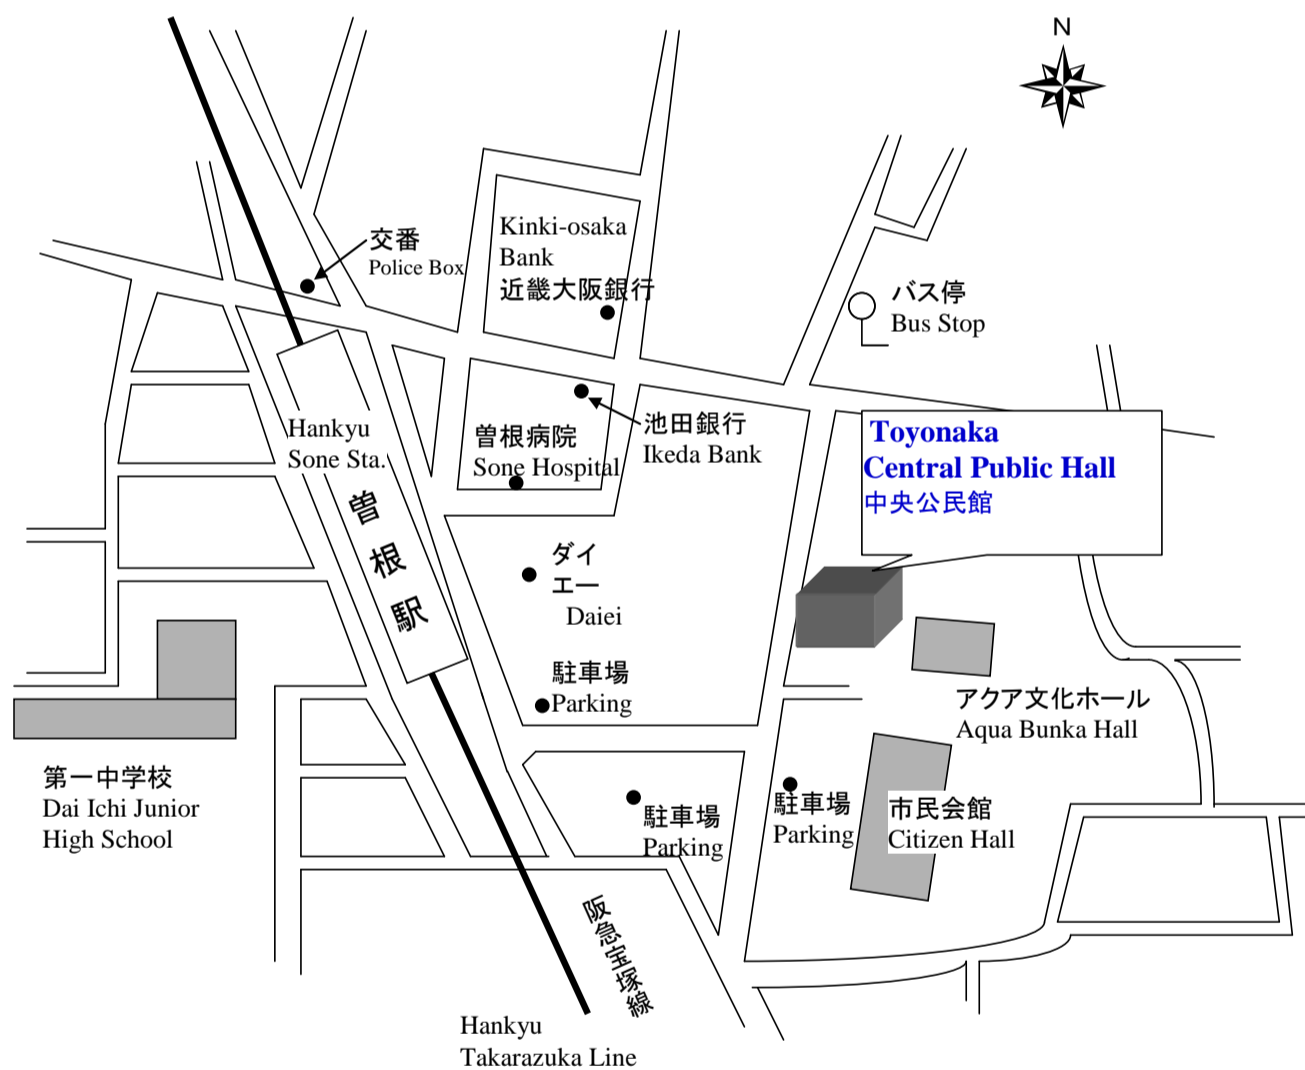 N
交番
Police Box
Kinki-osaka
Bank
近畿大阪銀行
バス停
Bus Stop
Toyonaka
Central Public Hall
中央公民館
池田銀行
Ikeda Bank
曽根病院
Sone Hospital
Hankyu
Sone Sta.
曽根駅
ダイ
エー
Daiei
駐車場
Parking
アクア文化ホール
Aqua Bunka Hall
第一中学校
Dai Ichi Junior
High School
駐車場
Parking
駐車場
Parking
市民会館
Citizen Hall
阪急宝塚線
Hankyu
Takarazuka Line